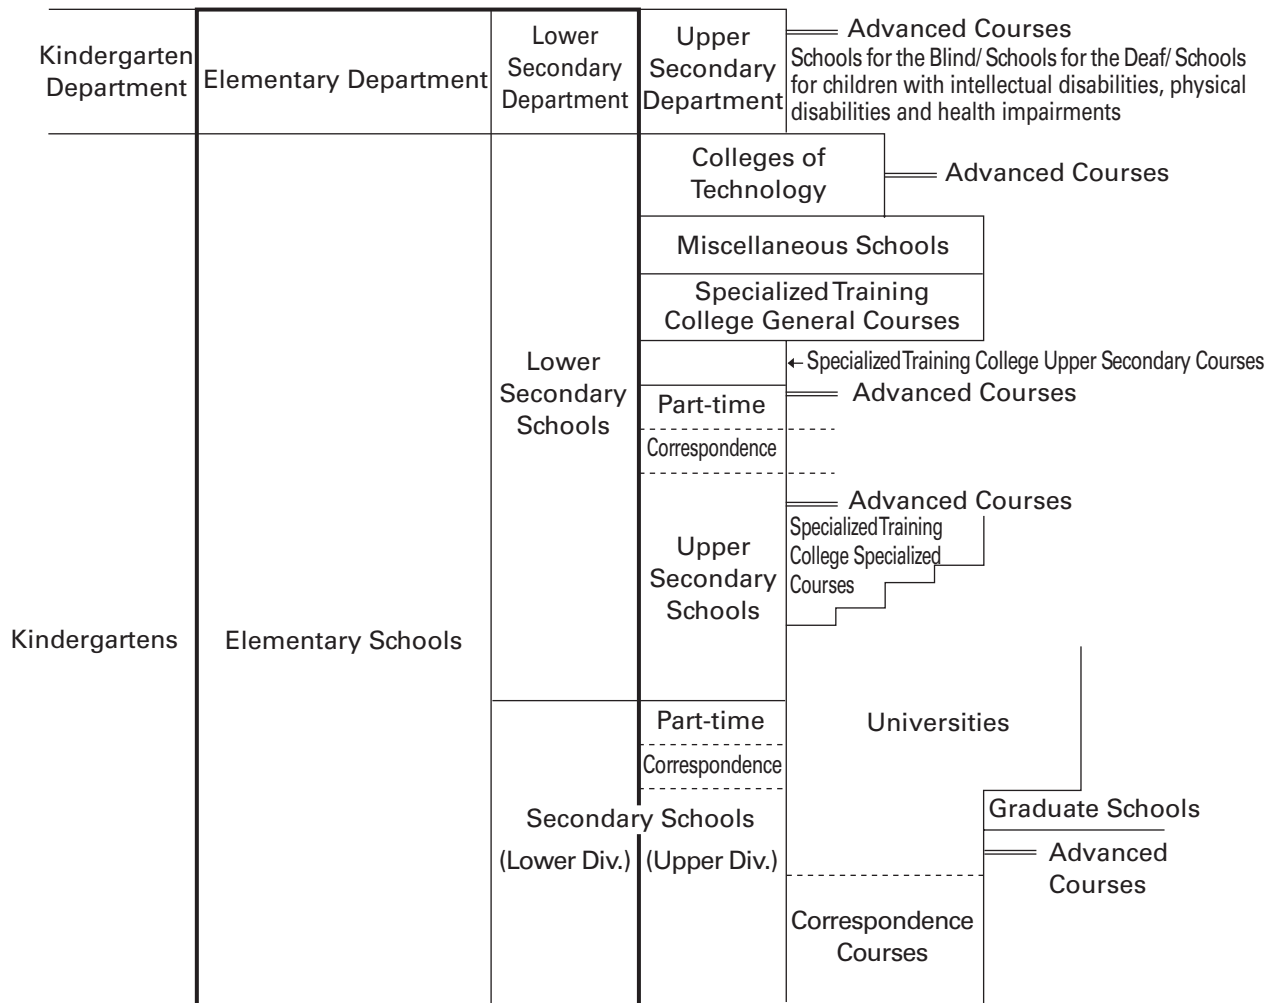 Kindergarten
Department
Elementary Department
Lower
Secondary
Department
Upper
Secondary
Department
Advanced Courses
Schools for the Blind/ Schools for the Deaf/ Schools
for children with intellectual disabilities, physical
disabilities and health impairments
Colleges of
Technology
Advanced Courses
Miscellaneous Schools
Specialized Training
College General Courses
Specialized Training College Upper Secondary Courses
Lower
Secondary
Schools
Part-time
Advanced Courses
Correspondence
Advanced Courses
Specialized Training
College Specialized
Courses
Upper
Secondary
Schools
Kindergartens
Elementary Schools
Part-time
Universities
Correspondence
Secondary Schools
(Lower Div.)
(Upper Div.)
Graduate Schools
Advanced
Courses
Correspondence
Courses